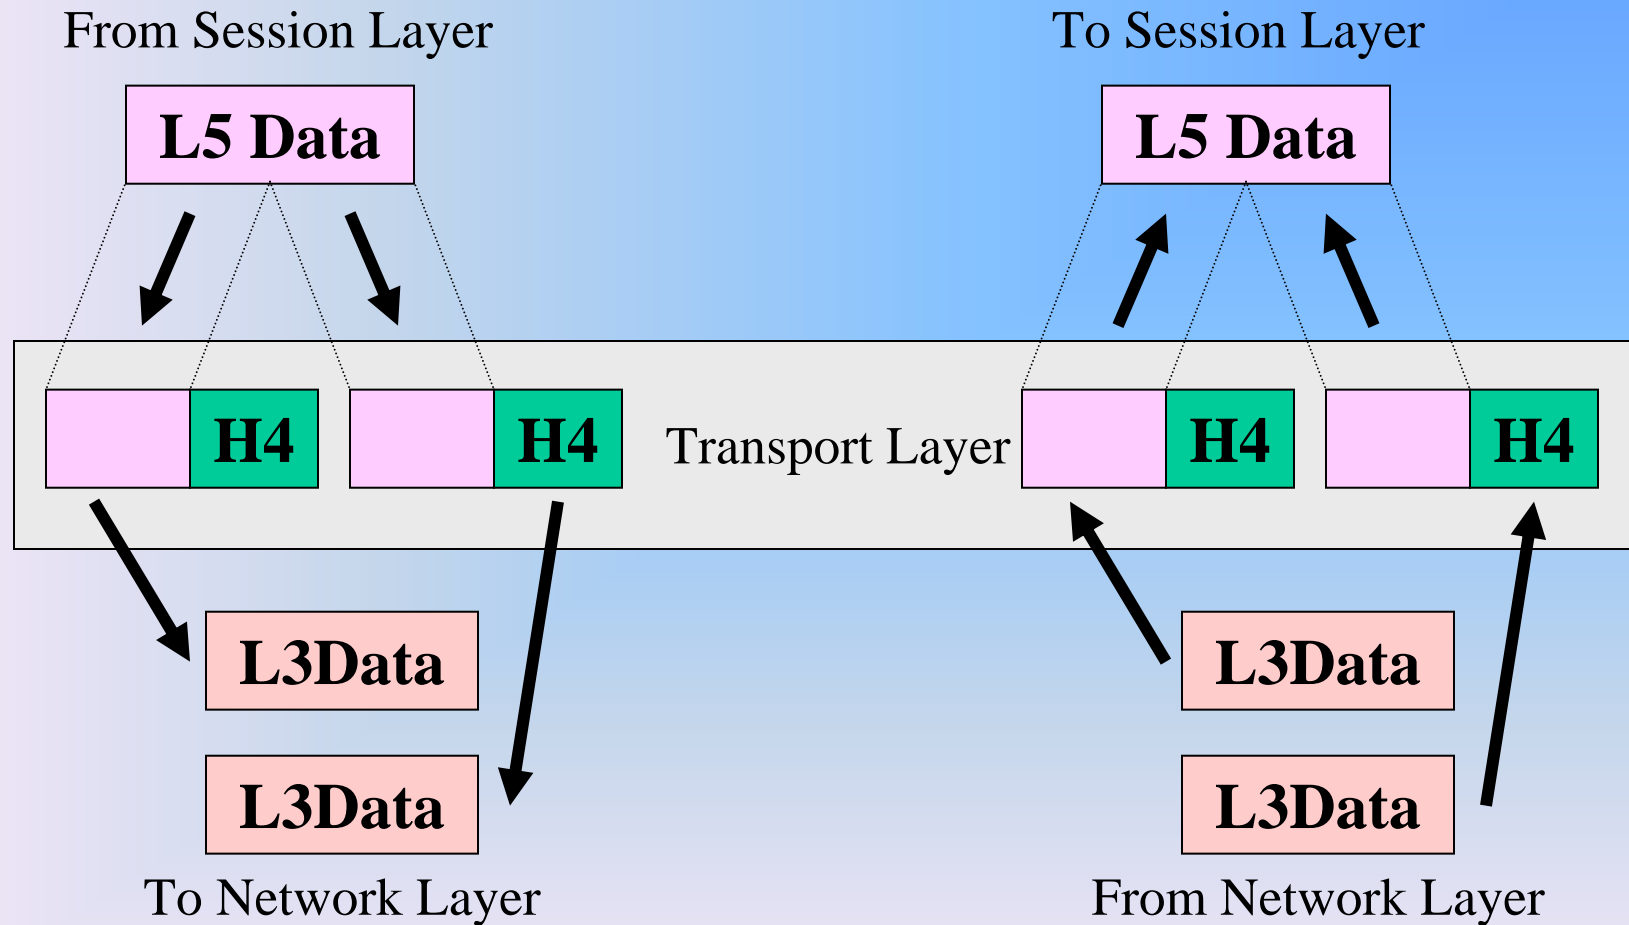 From Session Layer
To Session Layer
L5 Data
L5 Data
H4
H4
Transport Layer
H4
H4
L3Data
L3Data
L3Data
L3Data
To Network Layer
From Network Layer